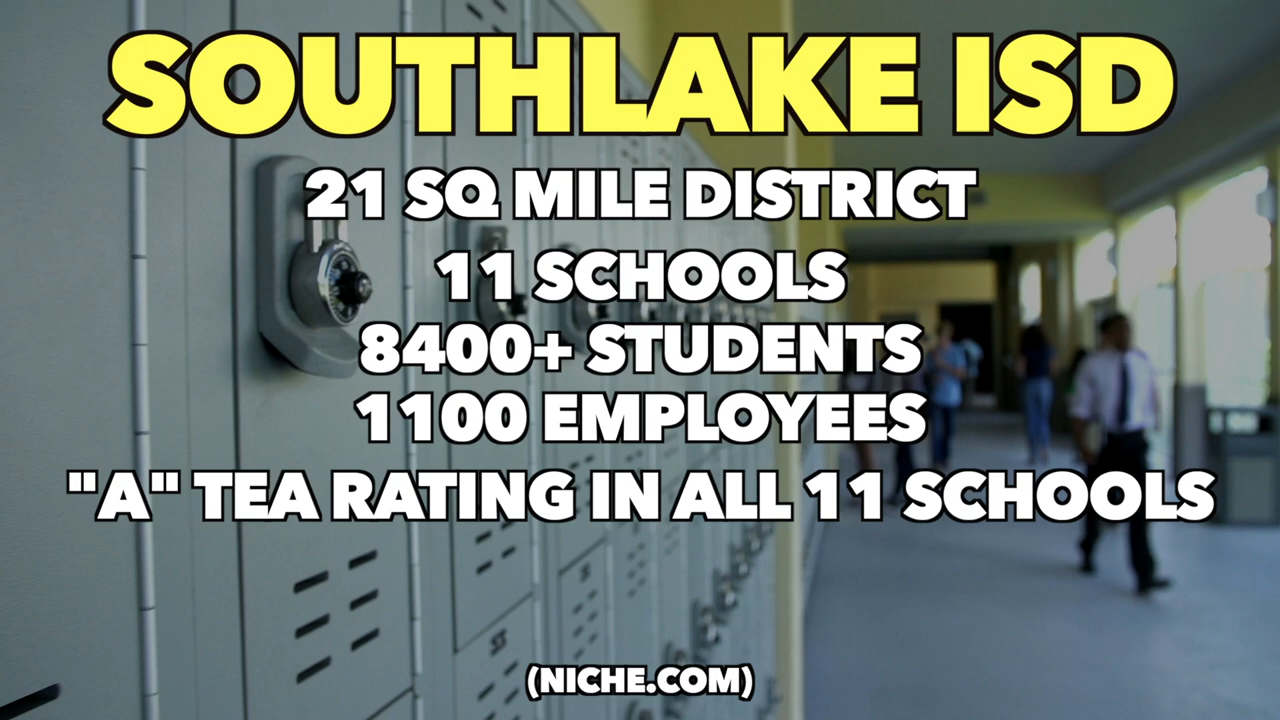 SOUTHLAKE ISD
21 SQ MILE DISTRICT
11 SCHOOLS
8400+ STUDENTS
1100 EMPLOYEES
"A" TEA RATING IN ALL 11 SCHOOLS
(NICHE.COM)